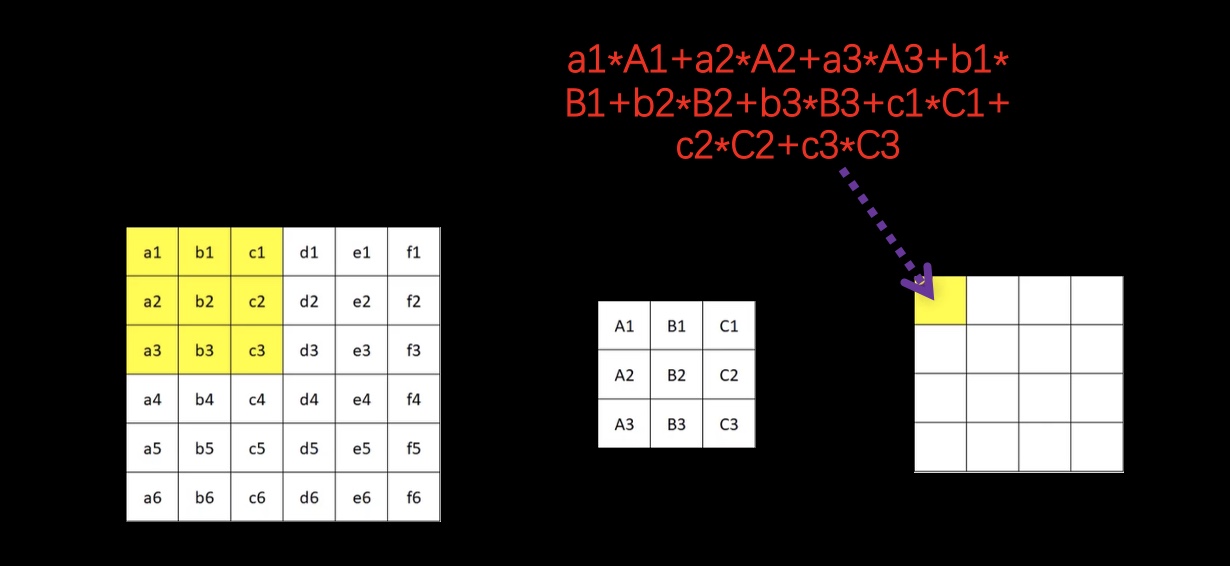 a1*A1+a2*A2+a3*A3+b1*
B1+b2*B2+b3*B3+c1*C1+
c2*C2+c3*C3
a1 b1 c1 d1 e1 f1
a2 b2 c2 d2 e2 f2
a3 b3 c3 d3 e3 f3
a4 b4 c4 d4 e4 f4
a5 b5 c5 d5 e5 f5
a6 b6 c6 d6 e6 f6
A1 B1 C1
A2 B2 C2
A3 B3 C3